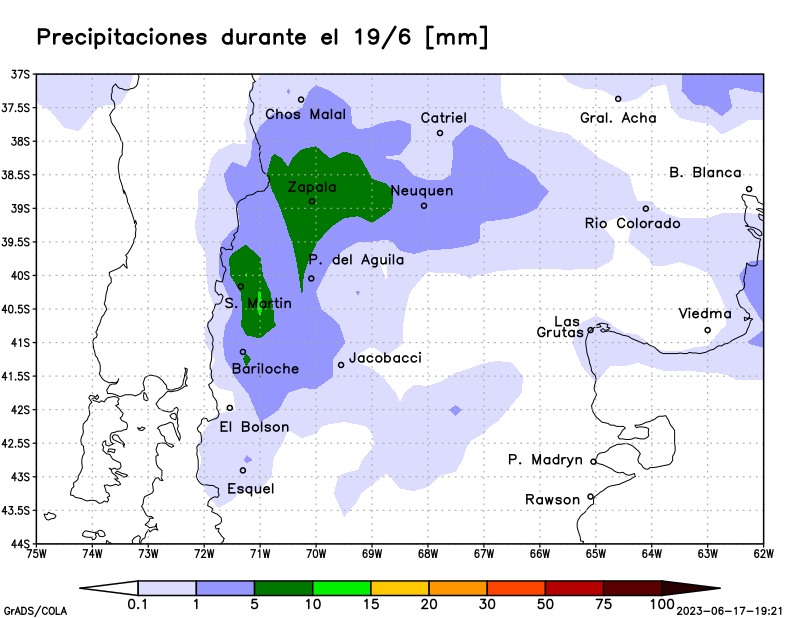 Precipitaciones durante el 19/6 [mm]
37S
37.5S
Chos Malal
Catriel
Gral. Acha
38S
38.5S
B. Blanca
Zapala
Neuquen
39S
Rio Colorado
39.5S
P. del Aguila
40S
S. Martin
40.5S
Viedma
Las
Grutas
41S
Jacobacci
Bariloche
41.5S
42S
El Bolson
42.5S
P. Madryn
43S
Esquel
Rawson
43.5S
44S
75W 74W 73W 72W 71W 70W 69W 68W 67W 66W 65W 64W 63W 62W
0.1 1 5 10 15 20 30 50 75 100
GrADS/COLA
2023-06-17-19:21